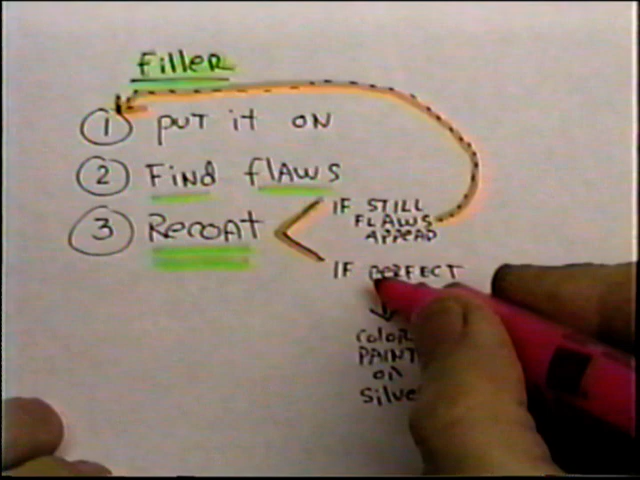 Filler
1 PUT it ON
2 Find flAWS
3 Recoat
IF STILL
FLAWS
APPEAR
IF PERFECT
Color
PAINT
OR
Silver